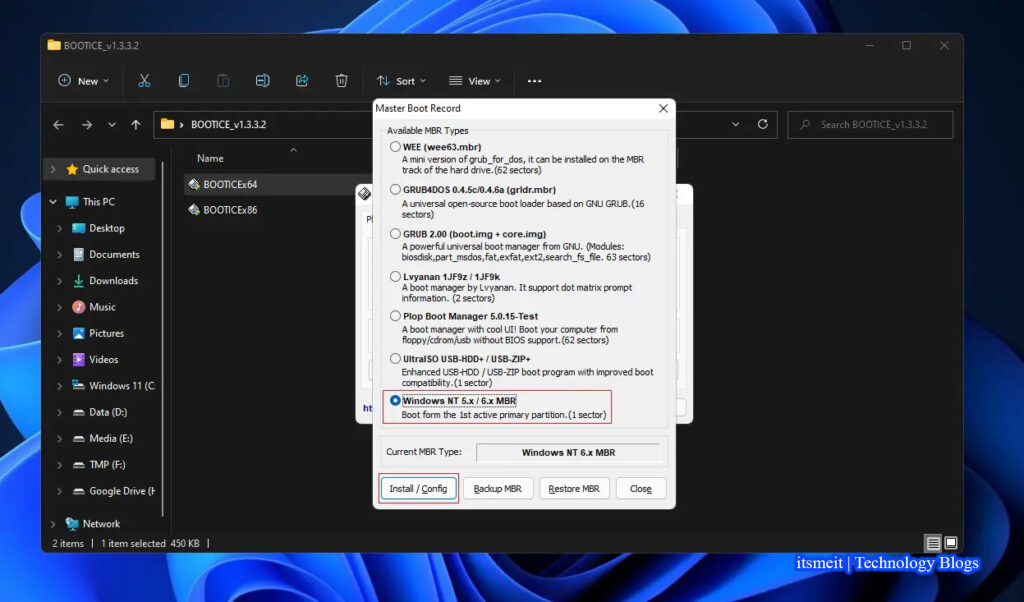 BOOTICE_v1.3.3.2
New
Sort
View
BOOTICE_v1.3.3.2
Search BOOTICE_v1.3.3.2
Quick access
This PC
Desktop
Documents
Downloads
Music
Pictures
Videos
Windows 11 (C
Data (D:)
Media (E:)
TMP (F:)
Google Drive (H
Network
Name
BOOTICEx64
BOOTICEx86
ht
Master Boot Record
Available MBR Types
WEE (wee63.mbr)
A mini version of grub_for_dos, it can be installed on the MBR
track of the hard drive.(62 sectors)
GRUB4DOS 0.4.5c/0.4.6a (grldr.mbr)
A universal open-source boot loader based on GNU GRUB.(16
sectors)
GRUB 2.00 (boot.img + core.img)
A powerful universal boot manager from GNU. (Modules:
biosdisk,part_msdos,fat,exfat,ext2,search_fs_file. 63 sectors)
Lvyanan 1JF9z / 1JF9k
A boot manager by Lvyanan. It support dot matrix prompt
information. (2 sectors)
Plop Boot Manager 5.0.15-Test
A boot manager with cool UI! Boot your computer from
floppy/cdrom/usb without BIOS support.(62 sectors)
UltraISO USB-HDD+ / USB-ZIP+
Enhanced USB-HDD / USB-ZIP boot program with improved boot
compatibility.(1 sector)
Windows NT 5.x / 6.x MBR
Boot form the 1st active primary partition.(1 sector)
Current MBR Type:
Windows NT 6.x MBR
Install / Config
Backup MBR
Restore MBR
Close
2 items
1 item selected 450 KB
itsmeit | Technology Blogs